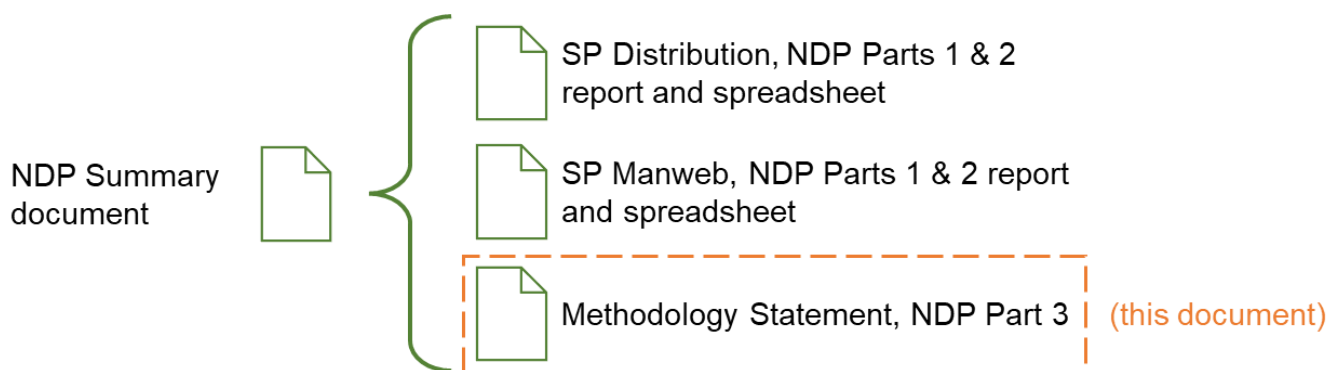 NDP Summary
document
SP Distribution, NDP Parts 1 & 2
report and spreadsheet
SP Manweb, NDP Parts 1 & 2 report
and spreadsheet
Methodology Statement, NDP Part 3
(this document)